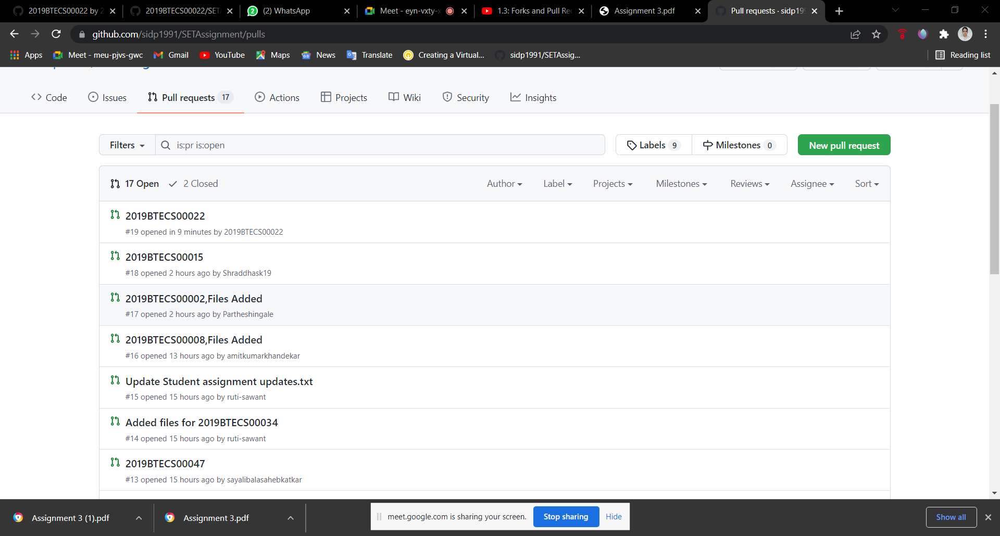 2019BTECS00022 by 2
2019BTECS00022/SET
(2) WhatsApp
Meet - eyn-vxty-x
1.3: Forks and Pull Re
Assignment 3.pdf
Pull requests · sidp199
github.com/sidp1991/SETAssignment/pulls
Apps
Meet - meu-pjvs-gwc
Gmail
YouTube
Maps
News
Translate
Creating a Virtual...
sidp1991/SETAssig...
Reading list
Code
Issues
Pull requests 17
Actions
Projects
Wiki
Security
Insights
Filters
is:pr is:open
Labels 9
Milestones 0
New pull request
17 Open
2 Closed
Author
Label
Projects
Milestones
Reviews
Assignee
Sort
2019BTECS00022
#19 opened in 9 minutes by 2019BTECS00022
2019BTECS00015
#18 opened 2 hours ago by Shraddhask19
2019BTECS00002,Files Added
#17 opened 2 hours ago by Partheshingale
2019BTECS00008,Files Added
#16 opened 13 hours ago by amitkumarkhandekar
Update Student assignment updates.txt
#15 opened 15 hours ago by ruti-sawant
Added files for 2019BTECS00034
#14 opened 15 hours ago by ruti-sawant
2019BTECS00047
#13 opened 15 hours ago by sayalibalasahebkatkar
Assignment 3 (1).pdf
Assignment 3.pdf
meet.google.com is sharing your screen.
Stop sharing
Hide
Show all